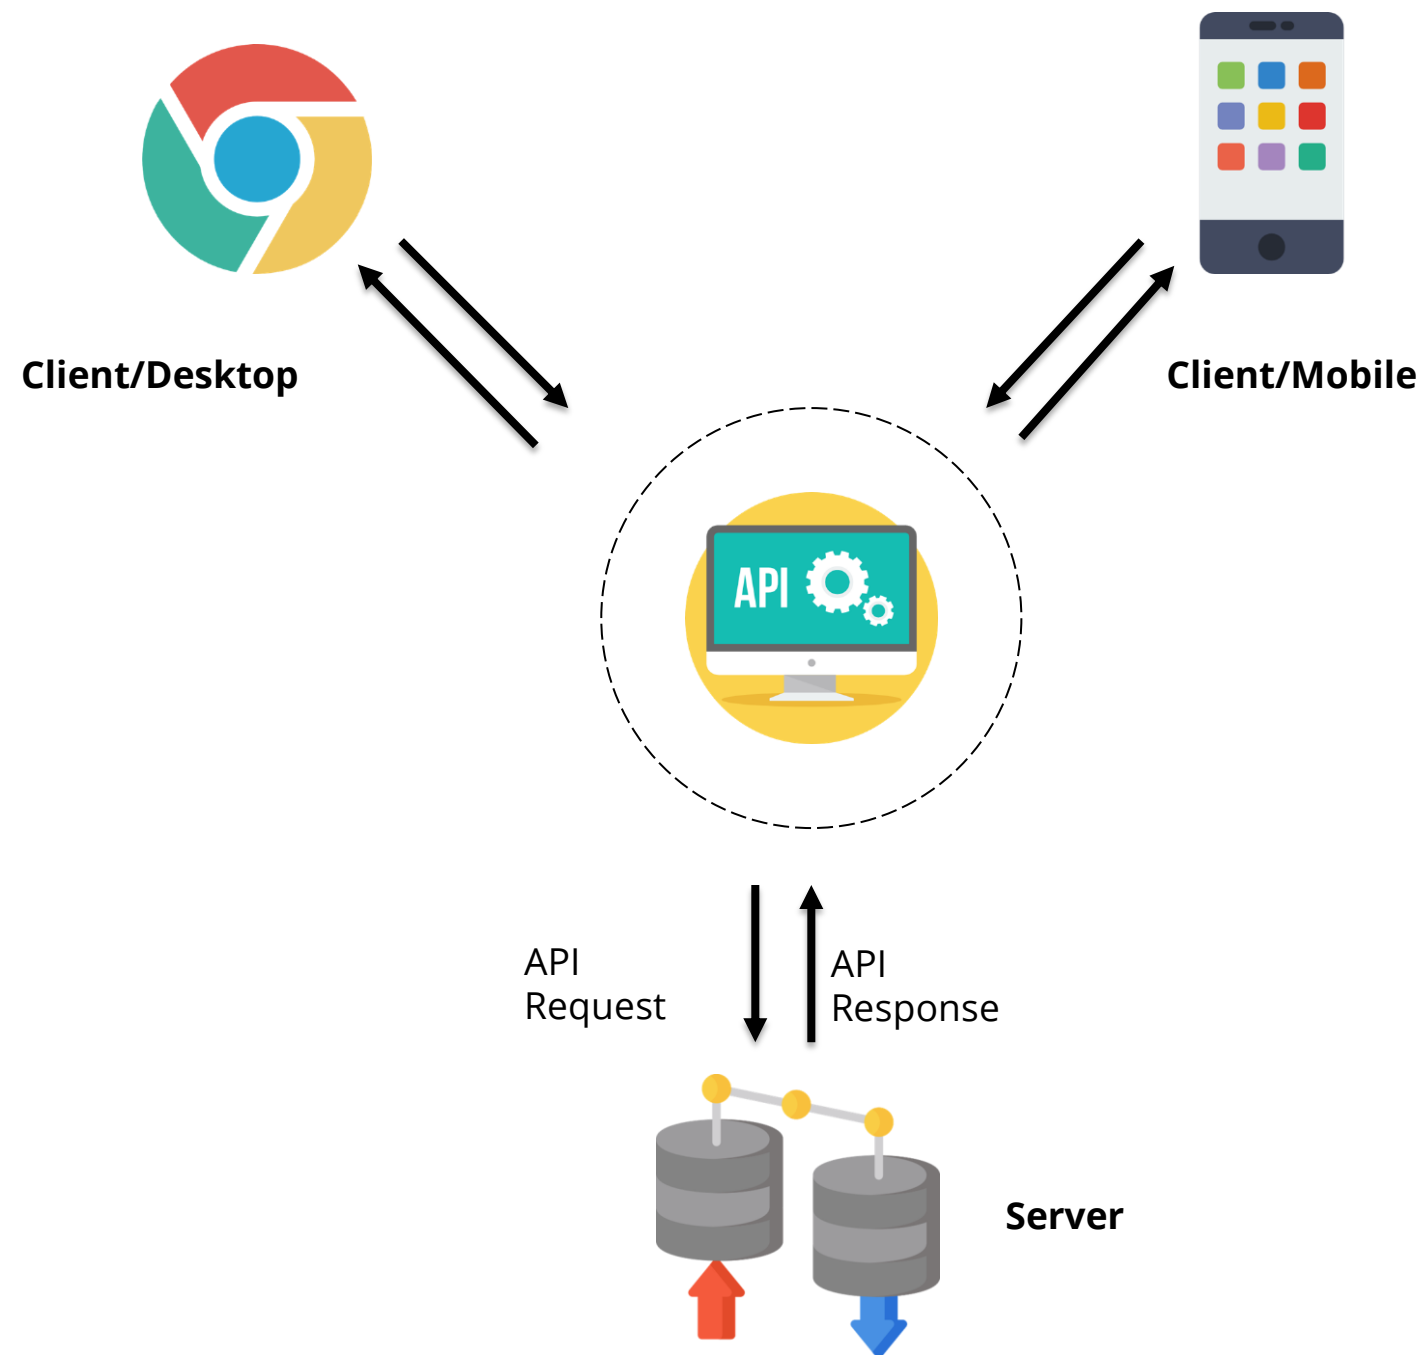 Client/Desktop
Client/Mobile
API
API
Request
API
Response
Server